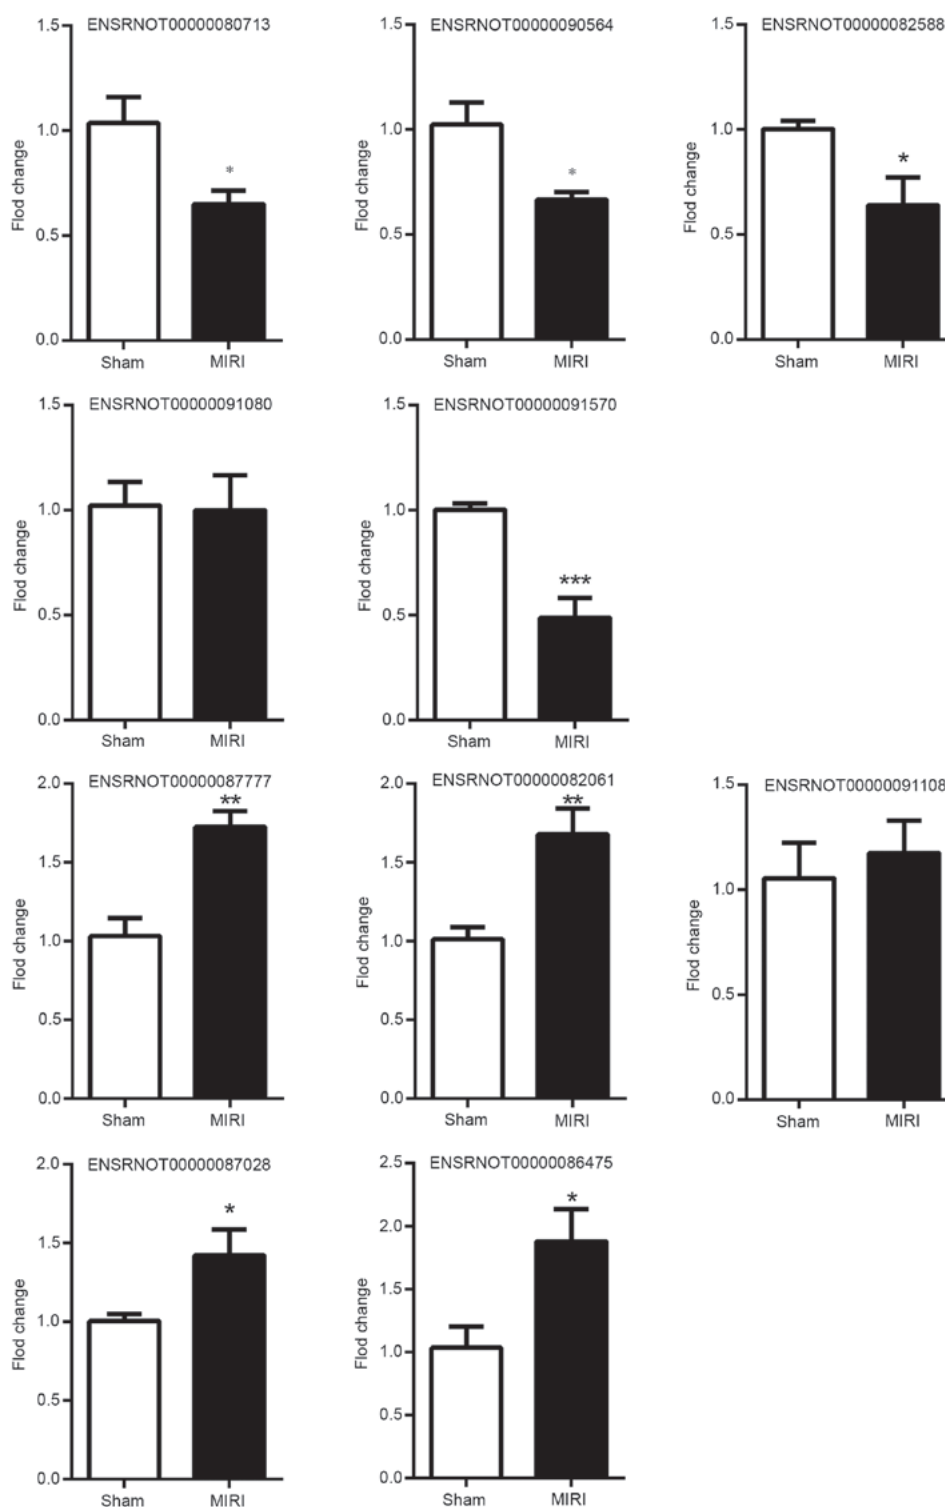 ENSRNOT00000080713
1.5
1.0
0.5
0.0
Flod change
*
Sham
MIRI
ENSRNOT00000090564
1.5
1.0
0.5
0.0
Flod change
*
Sham
MIRI
ENSRNOT00000082588
1.5
1.0
0.5
0.0
Flod change
*
Sham
MIRI
ENSRNOT00000091080
1.5
1.0
0.5
0.0
Flod change
Sham
MIRI
ENSRNOT00000091570
1.5
1.0
0.5
0.0
Flod change
***
Sham
MIRI
ENSRNOT00000087777
2.0
1.5
1.0
0.5
0.0
Flod change
**
Sham
MIRI
ENSRNOT00000082061
2.0
1.5
1.0
0.5
0.0
Flod change
**
Sham
MIRI
ENSRNOT00000091108
1.5
1.0
0.5
0.0
Flod change
Sham
MIRI
ENSRNOT00000087028
2.0
1.5
1.0
0.5
0.0
Flod change
*
Sham
MIRI
ENSRNOT00000086475
2.5
2.0
1.5
1.0
0.5
0.0
Flod change
*
Sham
MIRI